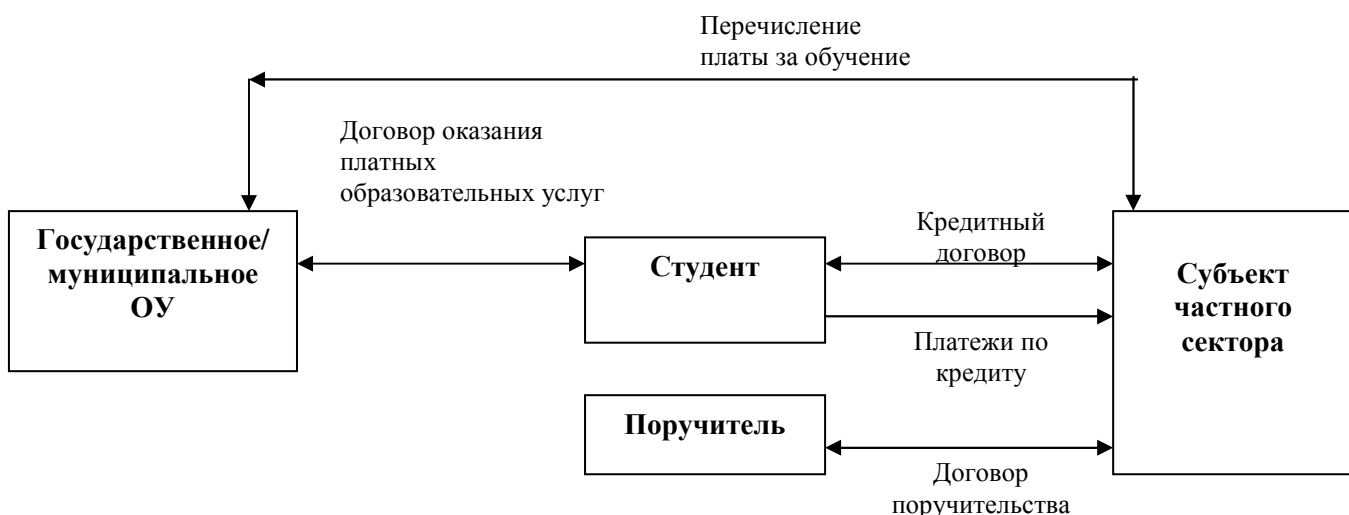 Перечисление
платы за обучение
Договор оказания
платных
образовательных услуг
Государственное/
муниципальное
ОУ
Студент
Кредитный
договор
Субъект
частного
сектора
Платежи по
кредиту
Поручитель
Договор
поручительства